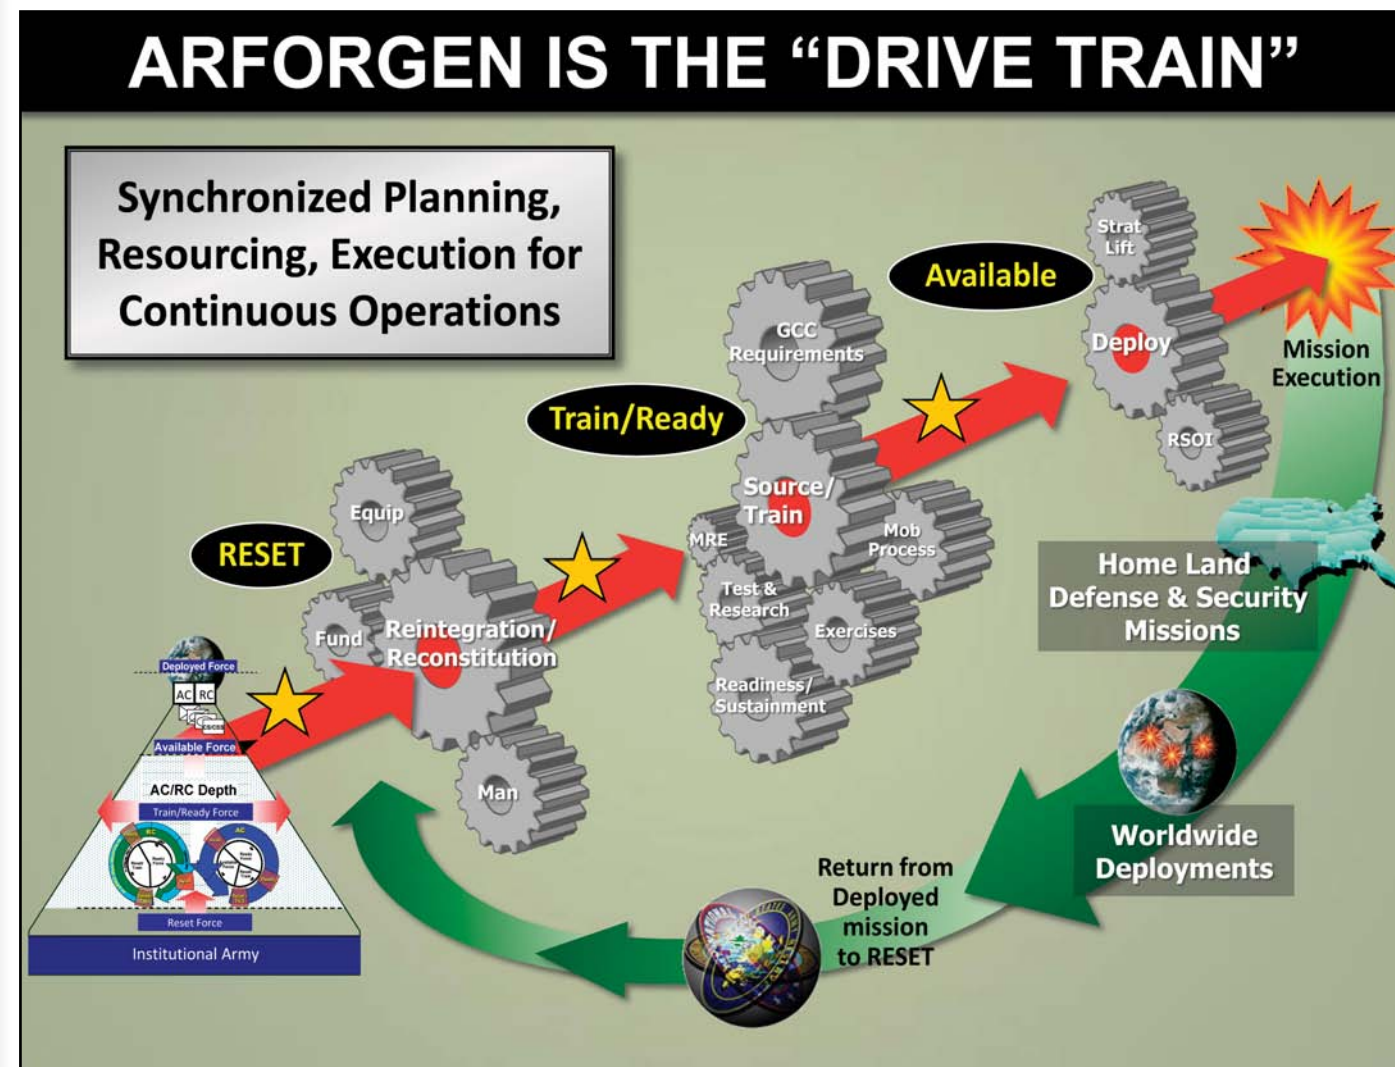 ARFORGEN IS THE “DRIVE TRAIN”
Synchronized Planning,
Resourcing, Execution for
Continuous Operations
Strat
Lift
Available
Deploy
Mission
Execution
RSOI
GCC
Requirements
Train/Ready
Source/
Train
MRE
Mob
Process
Test &
Research
Exercises
Readiness/
Sustainment
Equip
RESET
Fund
Reintegration/
Reconstitution
Man
Home Land
Defense & Security
Missions
Worldwide
Deployments
Return from
Deployed
mission
to RESET
Deployed Force
AC RC
Available Force
AC/RC Depth
Train/Ready Force
RC
AC
Reset Force
Institutional Army